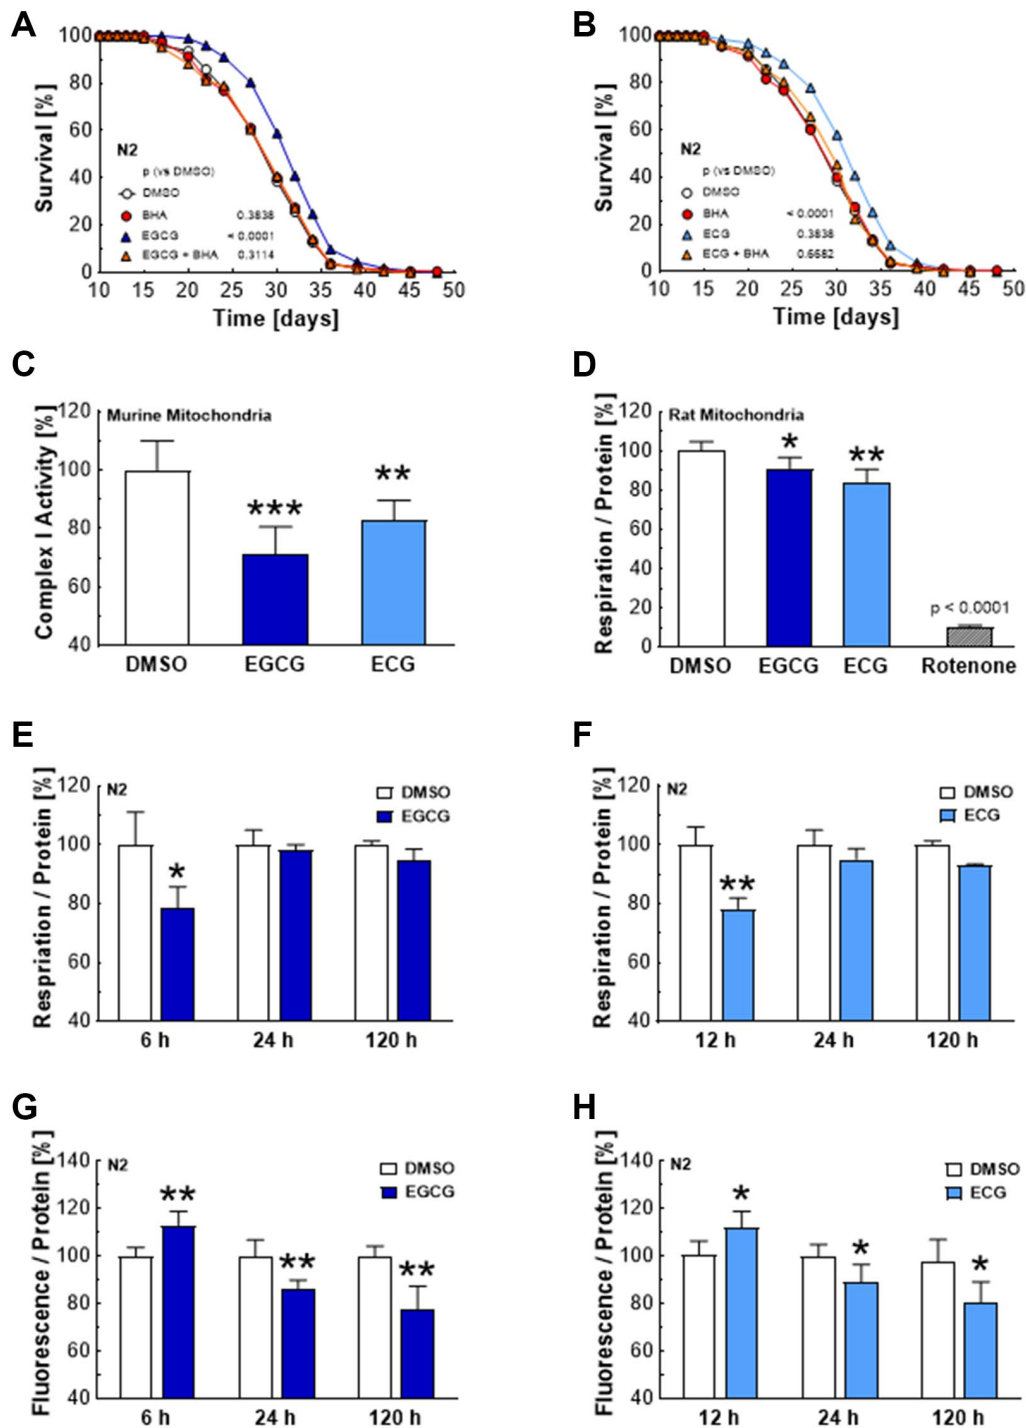 A
Survival [%]
100
80
60
40
20
0
N2
p (vs DMSO)
DMSO
BHA 0.3838
EGCG < 0.0001
EGCG + BHA 0.3114
10 15 20 25 30 35 40 45 50
Time [days]
B
Survival [%]
100
80
60
40
20
0
N2
p (vs DMSO)
DMSO
BHA < 0.0001
ECG 0.3838
ECG + BHA 0.6682
10 15 20 25 30 35 40 45 50
Time [days]
C
Complex I Activity [%]
120
100
80
60
40
Murine Mitochondria
***
**
DMSO EGCG ECG
D
Respiration / Protein [%]
120
100
80
60
40
20
0
Rat Mitochondria
*
**
p < 0.0001
DMSO EGCG ECG Rotenone
E
Respriation / Protein [%]
120
100
80
60
40
N2
DMSO
EGCG
*
6 h 24 h 120 h
F
Respiration / Protein [%]
120
100
80
60
40
N2
DMSO
ECG
**
12 h 24 h 120 h
G
Fluorescence / Protein [%]
140
120
100
80
60
40
N2
DMSO
EGCG
**
**
**
6 h 24 h 120 h
H
Fluorescence / Protein [%]
140
120
100
80
60
40
N2
DMSO
ECG
*
*
*
12 h 24 h 120 h